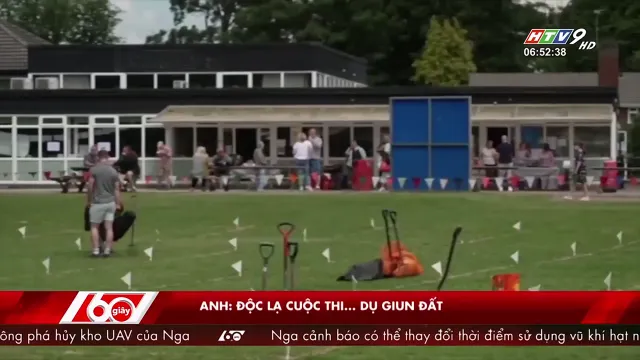 HTV9 HD
06:52:38
60 giây
ANH: ĐỘC LẠ CUỘC THI... DỤ GIUN ĐẤT
ông phá hủy kho UAV của Nga 60 Nga cảnh báo có thể thay đổi thời điểm sử dụng vũ khí hạt n